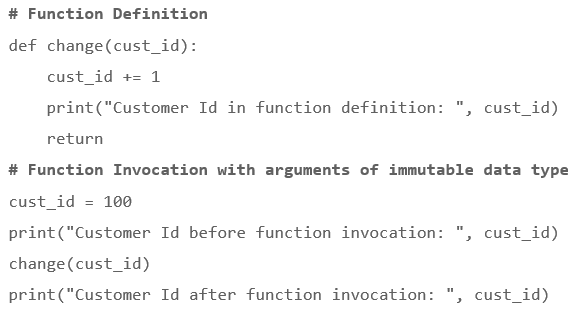 # Function Definition
def change(cust_id):
    cust_id += 1
    print("Customer Id in function definition: ", cust_id)
    return
# Function Invocation with arguments of immutable data type
cust_id = 100
print("Customer Id before function invocation: ", cust_id)
change(cust_id)
print("Customer Id after function invocation: ", cust_id)